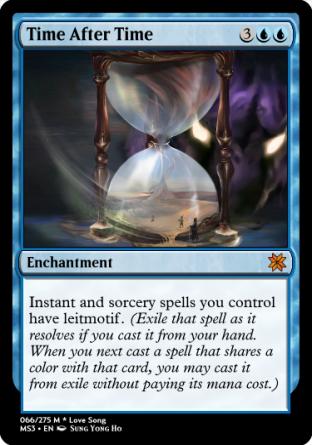 Time After Time 3
Enchantment
Instant and sorcery spells you control
have leitmotif. (Exile that spell as it
resolves if you cast it from your hand.
When you next cast a spell that shares a
color with that card, you may cast it
from exile without paying its mana cost.)
066/275 M * Love Song
MS3 • EN Sung Yong Ho